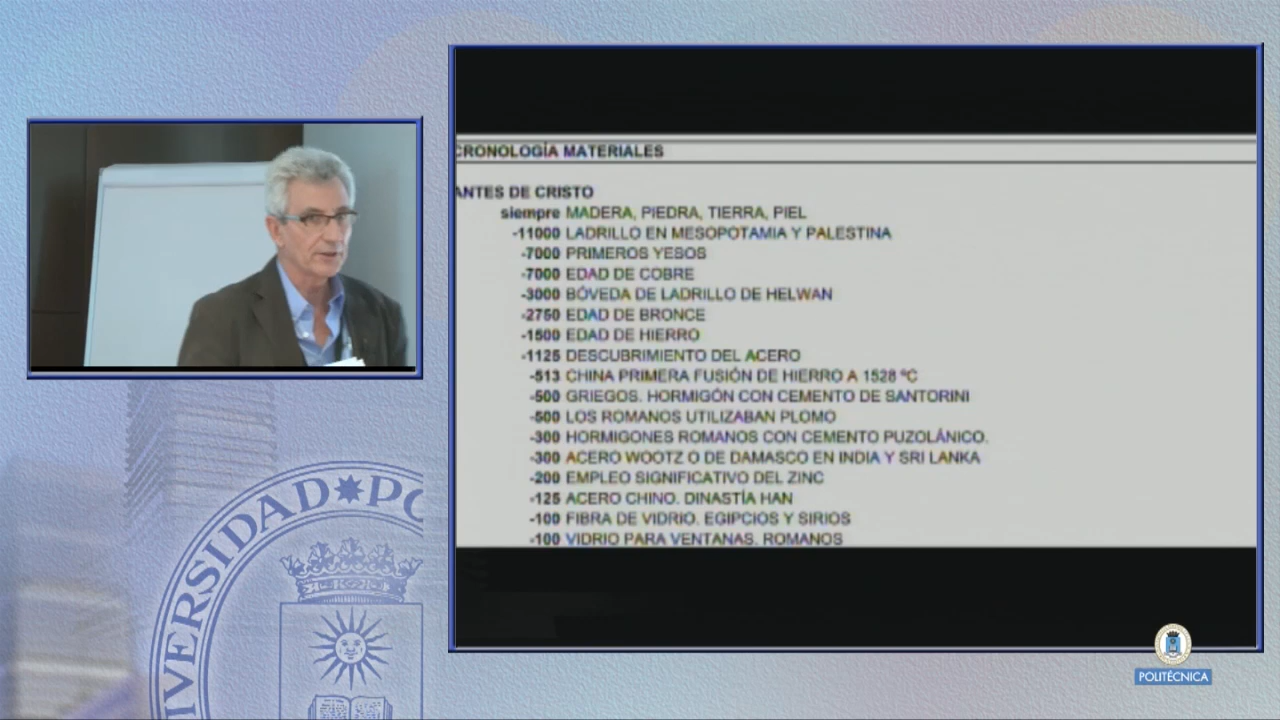 CRONOLOGÍA MATERIALES
ANTES DE CRISTO
siempre MADERA, PIEDRA, TIERRA, PIEL
-11000 LADRILLO EN MESOPOTAMIA Y PALESTINA
-7000 PRIMEROS YESOS
-7000 EDAD DE COBRE
-3000 BÓVEDA DE LADRILLO DE HELWAN
-2750 EDAD DE BRONCE
-1500 EDAD DE HIERRO
-1125 DESCUBRIMIENTO DEL ACERO
-513 CHINA PRIMERA FUSIÓN DE HIERRO A 1528 ºC
-500 GRIEGOS. HORMIGÓN CON CEMENTO DE SANTORINI
-500 LOS ROMANOS UTILIZABAN PLOMO
-300 HORMIGONES ROMANOS CON CEMENTO PUZOLÁNICO.
-300 ACERO WOOTZ O DE DAMASCO EN INDIA Y SRI LANKA
-200 EMPLEO SIGNIFICATIVO DEL ZINC
-125 ACERO CHINO. DINASTÍA HAN
-100 FIBRA DE VIDRIO. EGIPCIOS Y SIRIOS
-100 VIDRIO PARA VENTANAS. ROMANOS
IVERSIDAD PO
POLITÉCNICA